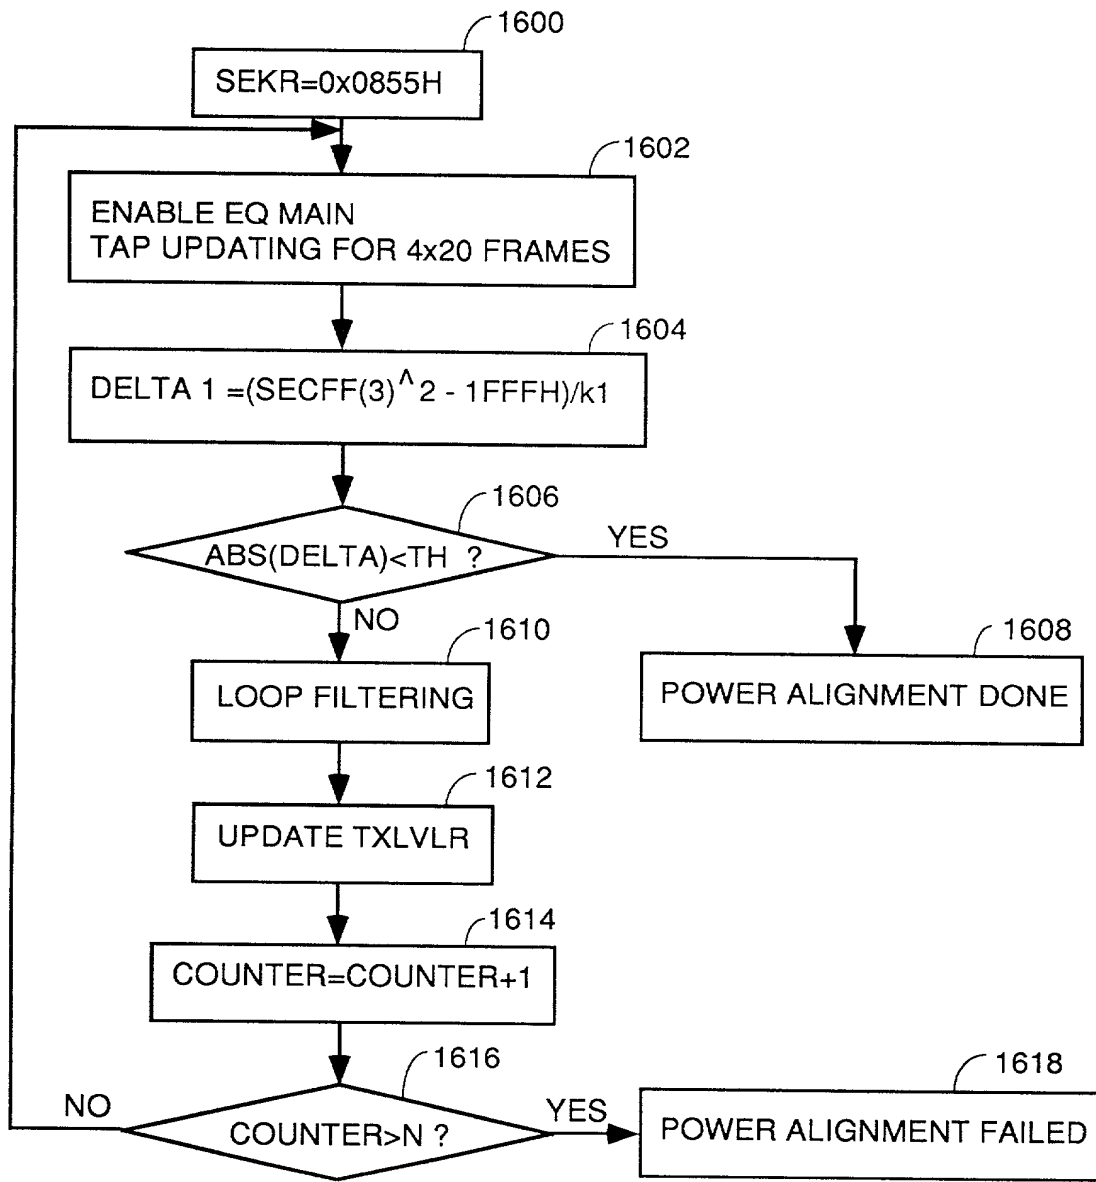 1600
SEKR=0x0855H
1602
ENABLE EQ MAIN
TAP UPDATING FOR 4x20 FRAMES
1604
DELTA 1 =(SECFF(3)^2 - 1FFFH)/k1
1606
ABS(DELTA)<TH ?
YES
NO
1608
POWER ALIGNMENT DONE
1610
LOOP FILTERING
1612
UPDATE TXLVLR
1614
COUNTER=COUNTER+1
1616
NO
COUNTER>N ?
YES
1618
POWER ALIGNMENT FAILED